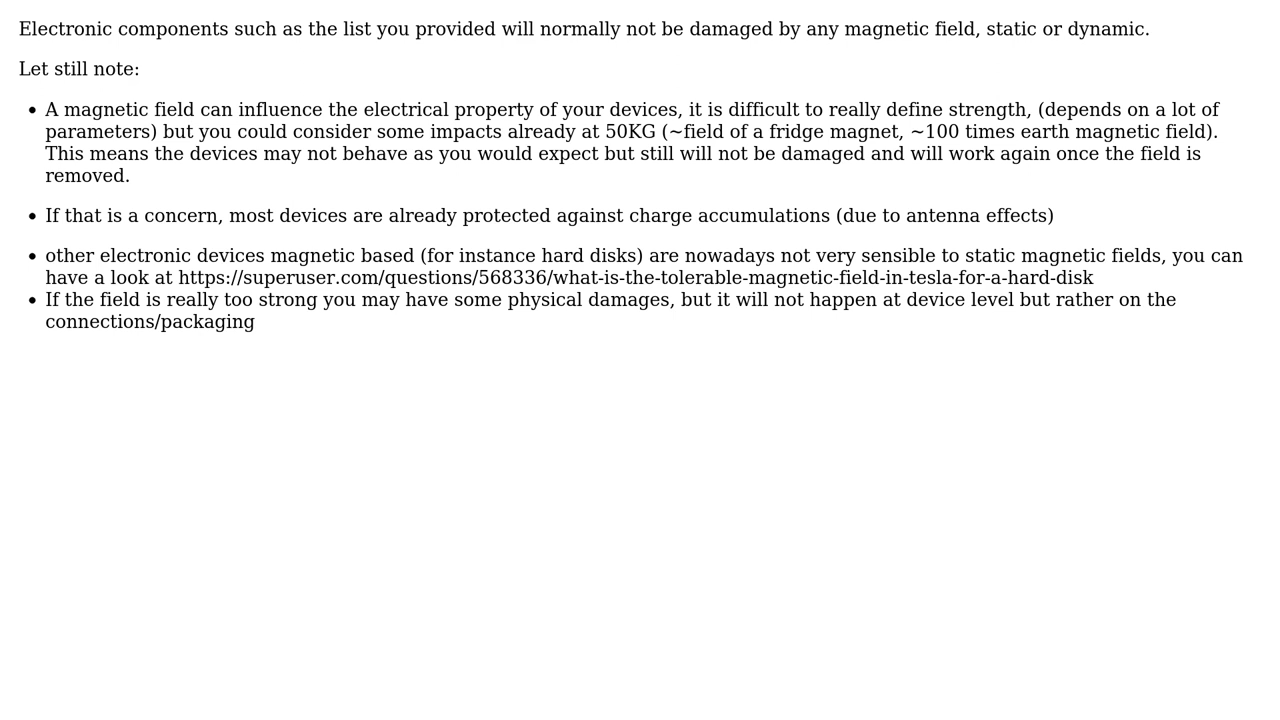 Electronic components such as the list you provided will normally not be damaged by any magnetic field, static or dynamic.
Let still note:
• A magnetic field can influence the electrical property of your devices, it is difficult to really define strength, (depends on a lot of
parameters) but you could consider some impacts already at 50KG (~field of a fridge magnet, ~100 times earth magnetic field).
This means the devices may not behave as you would expect but still will not be damaged and will work again once the field is
removed.
• If that is a concern, most devices are already protected against charge accumulations (due to antenna effects)
• other electronic devices magnetic based (for instance hard disks) are nowadays not very sensible to static magnetic fields, you can
have a look at https://superuser.com/questions/568336/what-is-the-tolerable-magnetic-field-in-tesla-for-a-hard-disk
• If the field is really too strong you may have some physical damages, but it will not happen at device level but rather on the
connections/packaging